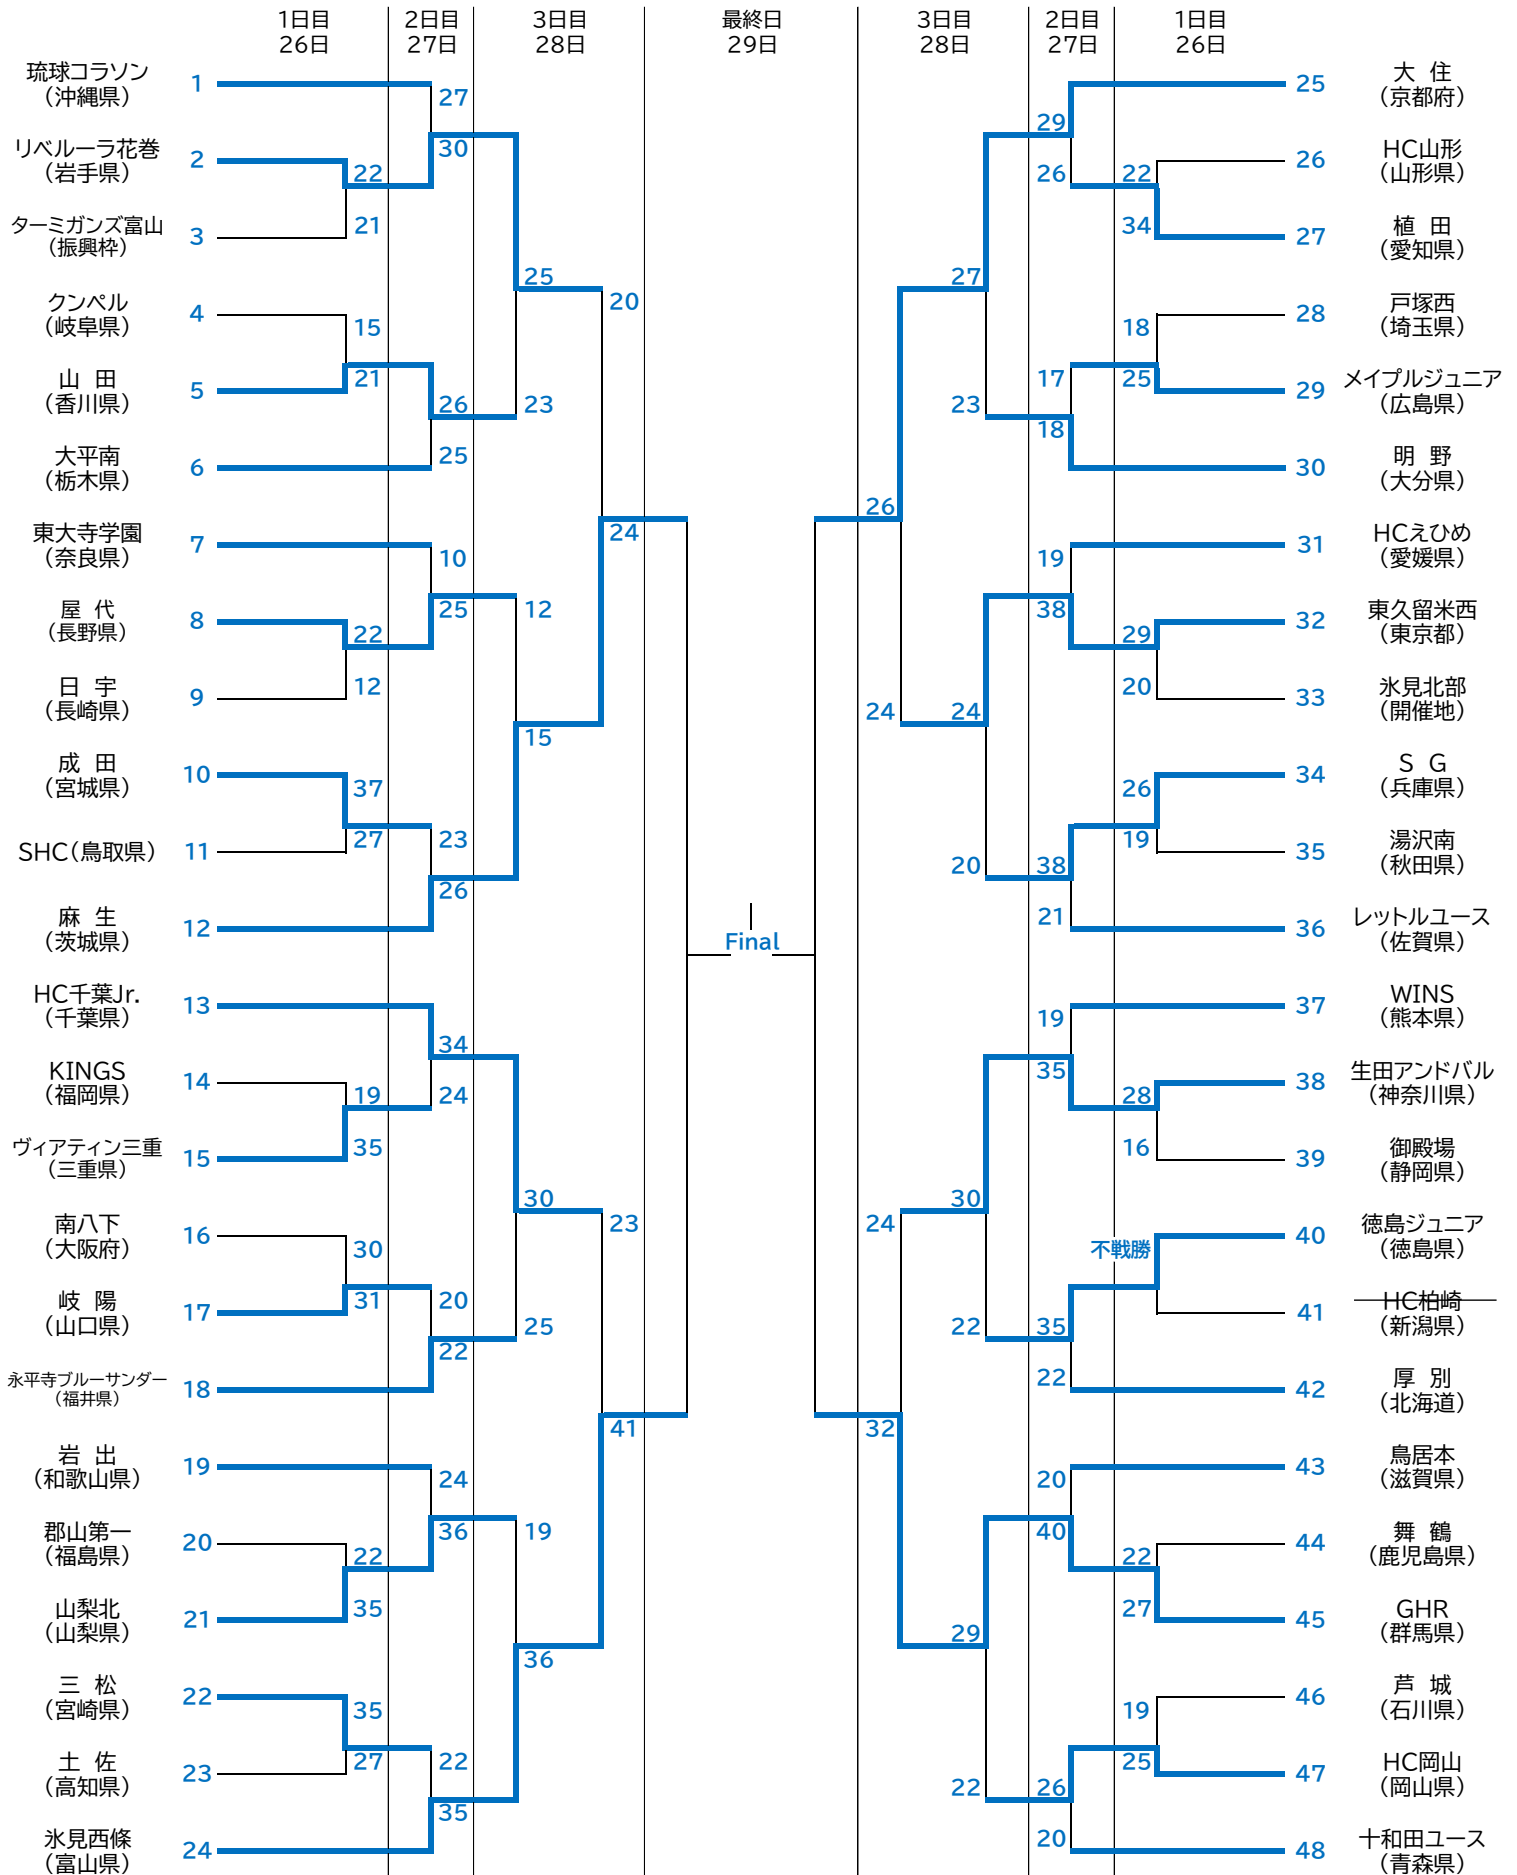 1日目
26日
2日目
27日
3日目
28日
最終日
29日
3日目
28日
2日目
27日
1日目
26日
琉球コラソン
(沖縄県)
1
リベルーラ花巻
(岩手県)
2
ターミガンズ富山
(振興枠)
3
クンペル
(岐阜県)
4
山 田
(香川県)
5
大平南
(栃木県)
6
東大寺学園
(奈良県)
7
屋 代
(長野県)
8
日 宇
(長崎県)
9
成 田
(宮城県)
10
SHC(鳥取県)
11
麻 生
(茨城県)
12
HC千葉Jr.
(千葉県)
13
KINGS
(福岡県)
14
ヴィアティン三重
(三重県)
15
南八下
(大阪府)
16
岐 陽
(山口県)
17
永平寺ブルーサンダー
(福井県)
18
岩 出
(和歌山県)
19
郡山第一
(福島県)
20
山梨北
(山梨県)
21
三 松
(宮崎県)
22
土 佐
(高知県)
23
氷見西條
(富山県)
24
22
21
15
21
22
12
37
27
19
35
30
31
22
35
35
27
27
30
26
25
10
25
23
26
34
24
20
22
24
36
22
35
25
23
12
15
30
25
19
36
20
24
23
41
Final
26
24
24
32
27
23
24
20
30
22
29
22
29
26
17
18
19
38
38
21
19
35
35
22
20
40
26
20
22
34
18
25
29
20
26
19
28
16
不戦勝
22
27
19
25
25
大 住
(京都府)
26
HC山形
(山形県)
27
植 田
(愛知県)
28
戸塚西
(埼玉県)
29
メイプルジュニア
(広島県)
30
明 野
(大分県)
31
HCえひめ
(愛媛県)
32
東久留米西
(東京都)
33
氷見北部
(開催地)
34
S G
(兵庫県)
35
湯沢南
(秋田県)
36
レットルユース
(佐賀県)
37
WINS
(熊本県)
38
生田アンドバル
(神奈川県)
39
御殿場
(静岡県)
40
徳島ジュニア
(徳島県)
41
HC柏崎
(新潟県)
42
厚 別
(北海道)
43
鳥居本
(滋賀県)
44
舞 鶴
(鹿児島県)
45
GHR
(群馬県)
46
芦 城
(石川県)
47
HC岡山
(岡山県)
48
十和田ユース
(青森県)